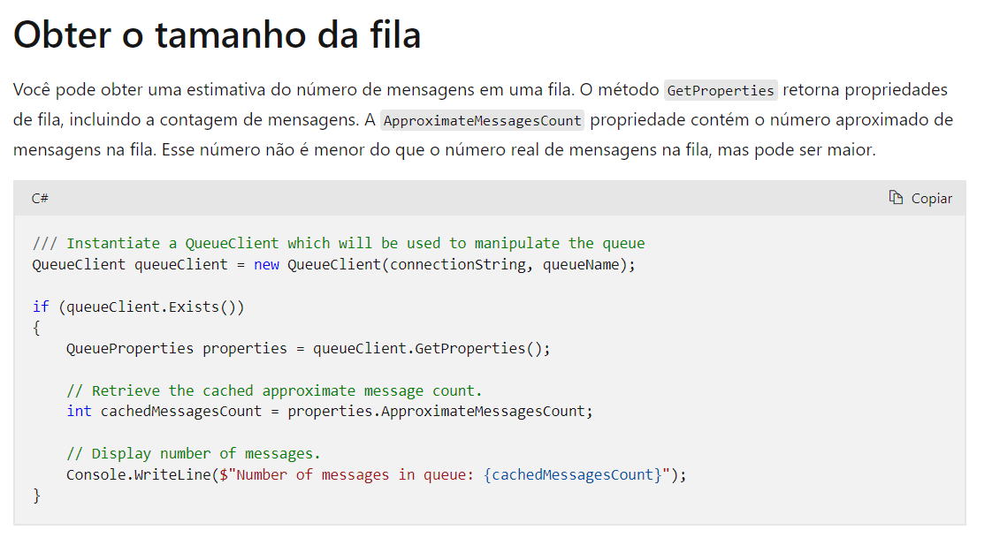 Obter o tamanho da fila
Você pode obter uma estimativa do número de mensagens em uma fila. O método GetProperties retorna propriedades
de fila, incluindo a contagem de mensagens. A ApproximateMessagesCount propriedade contém o número aproximado de
mensagens na fila. Esse número não é menor do que o número real de mensagens na fila, mas pode ser maior.
C# Copiar
/// Instantiate a QueueClient which will be used to manipulate the queue
QueueClient queueClient = new QueueClient(connectionString, queueName);
if (queueClient.Exists())
{
    QueueProperties properties = queueClient.GetProperties();
    // Retrieve the cached approximate message count.
    int cachedMessagesCount = properties.ApproximateMessagesCount;
    // Display number of messages.
    Console.WriteLine($"Number of messages in queue: {cachedMessagesCount}");
}